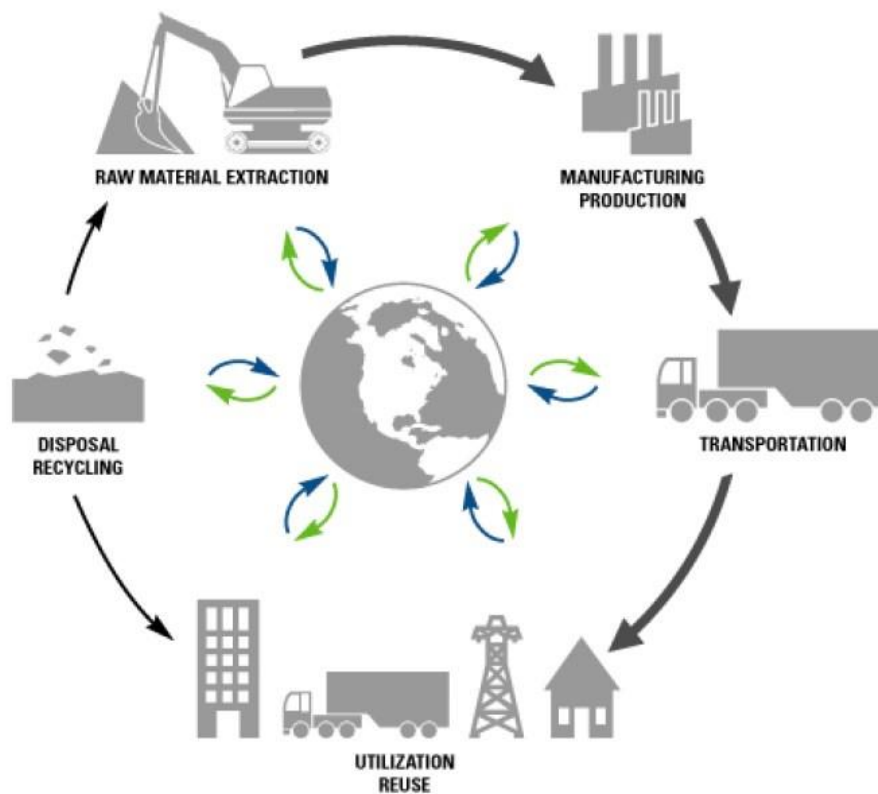 RAW MATERIAL EXTRACTION
MANUFACTURING
PRODUCTION
TRANSPORTATION
DISPOSAL
RECYCLING
UTILIZATION
REUSE